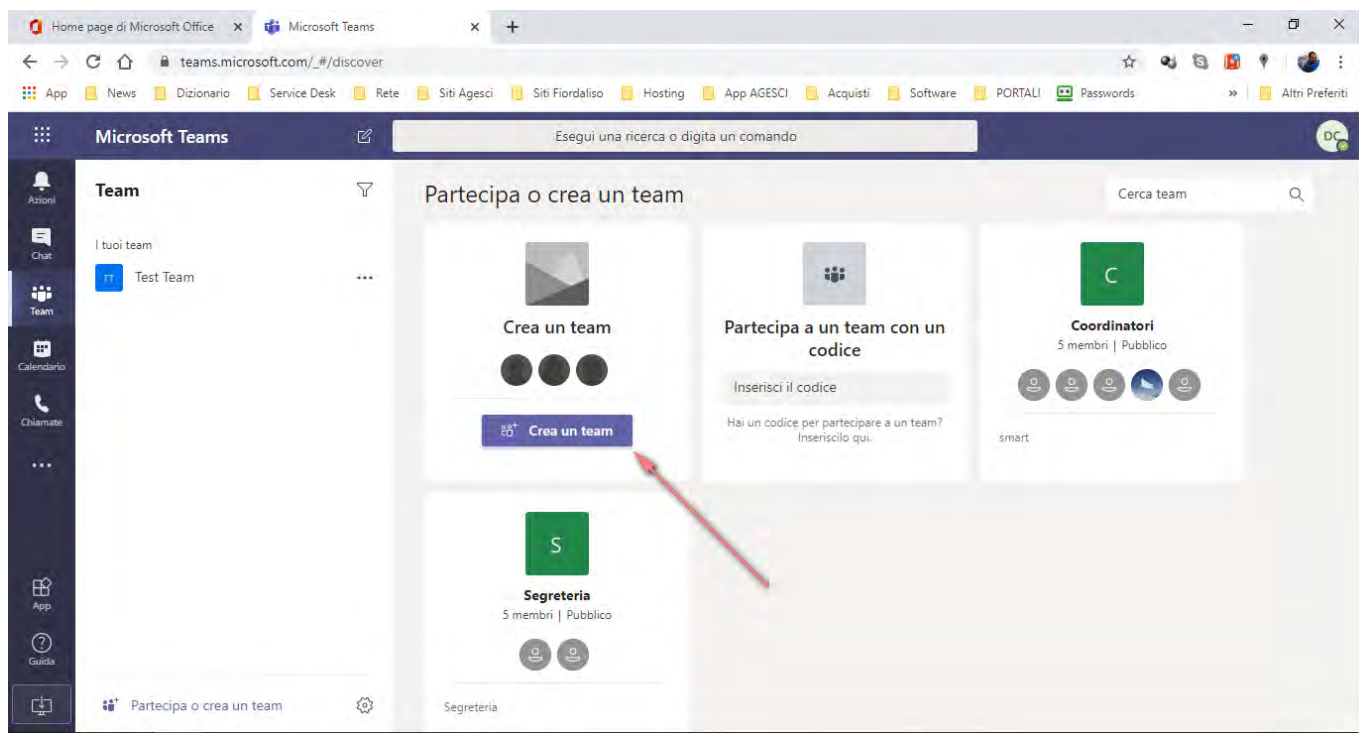 Home page di Microsoft Office
Microsoft Teams
teams.microsoft.com/_#/discover
App
News
Dizionario
Service Desk
Rete
Siti Agesci
Siti Fiordaliso
Hosting
App AGESCI
Acquisti
Software
PORTALI
Passwords
»
Altri Preferiti
Microsoft Teams
Esegui una ricerca o digita un comando
DC
Azioni
Chat
Team
Calendario
Chiamate
App
Guida
Team
I tuoi team
TT
Test Team
Partecipa o crea un team
Partecipa o crea un team
Cerca team
Crea un team
Crea un team
Partecipa a un team con un
codice
Inserisci il codice
Hai un codice per partecipare a un team?
Inseriscilo qui.
C
Coordinatori
5 membri | Pubblico
smart
S
Segreteria
5 membri | Pubblico
Segreteria